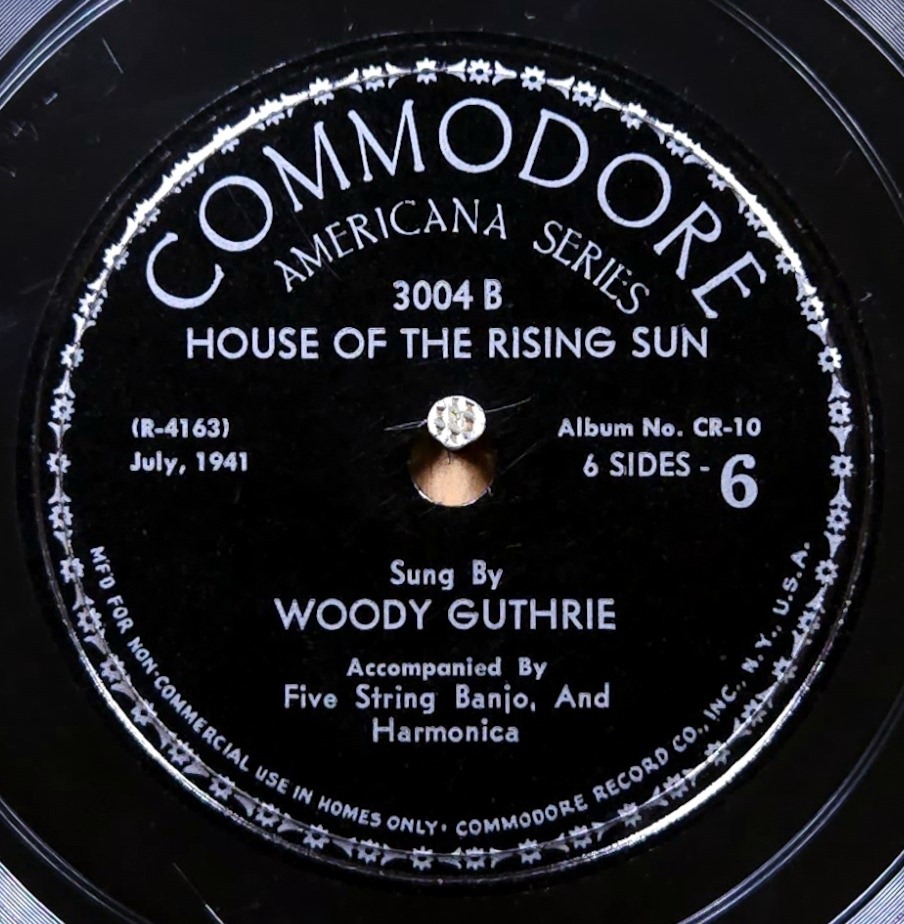 COMMODORE
AMERICANA SERIES
3004 B
HOUSE OF THE RISING SUN
(R-4163)
July, 1941
Album No. CR-10
6 SIDES - 6
Sung By
WOODY GUTHRIE
Accompanied By
Five String Banjo, And
Harmonica
MF'D FOR NON-COMMERCIAL USE IN HOMES ONLY • COMMODORE RECORD CO., INC., N.Y., U.S.A.